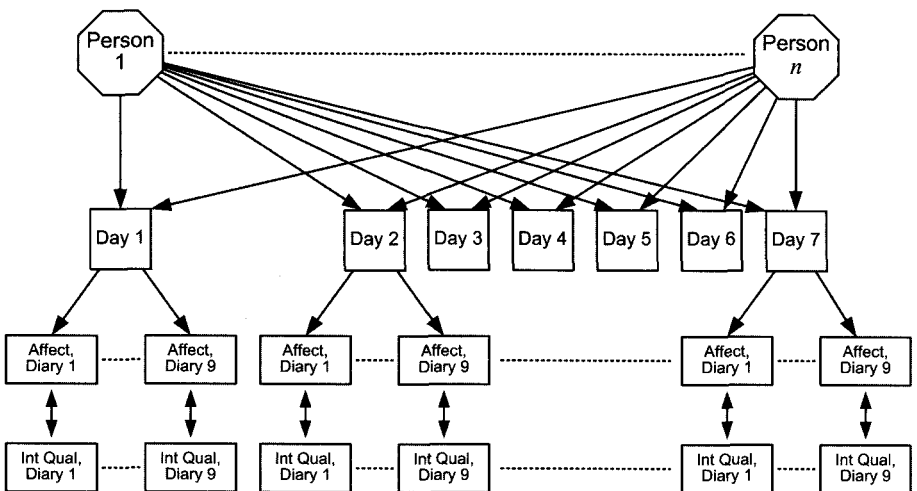 Person
1
Person
n
Day 1
Day 2
Day 3
Day 4
Day 5
Day 6
Day 7
Affect,
Diary 1
Affect,
Diary 9
Affect,
Diary 1
Affect,
Diary 9
Affect,
Diary 1
Affect,
Diary 9
Int Qual,
Diary 1
Int Qual,
Diary 9
Int Qual,
Diary 1
Int Qual,
Diary 9
Int Qual,
Diary 1
Int Qual,
Diary 9